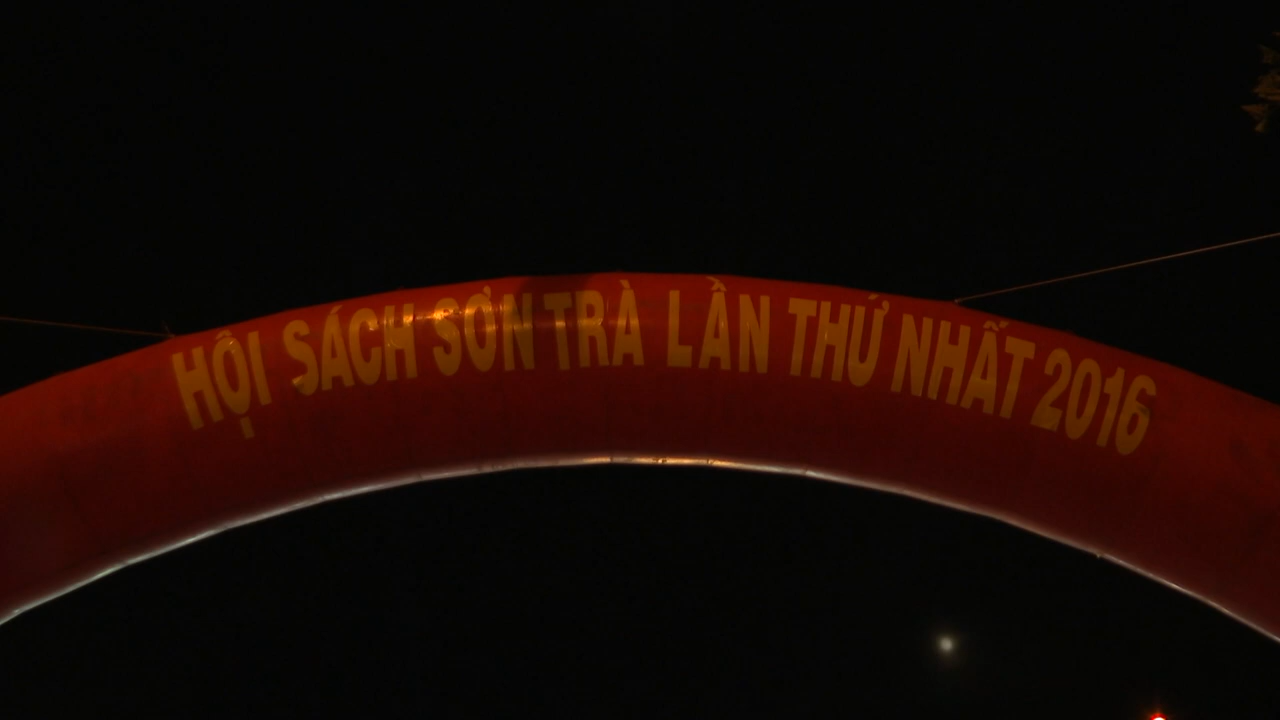 HỘI SÁCH SƠN TRÀ LẦN THỨ NHẤT 2016